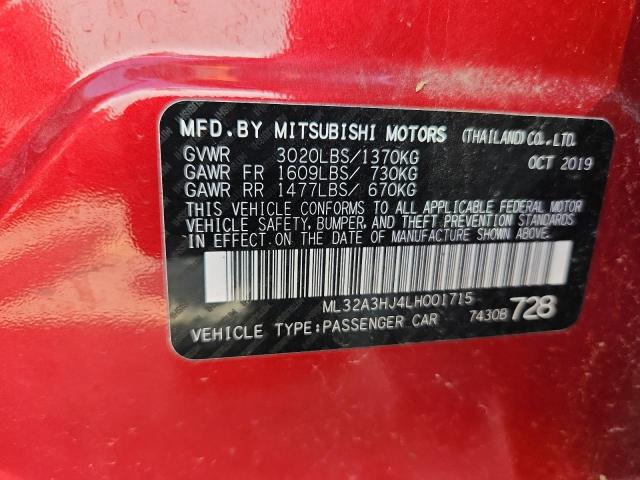 MFD.BY MITSUBISHI MOTORS (THAILAND)CO., LTD.
GVWR 3020LBS/1370KG OCT 2019
GAWR FR 1609LBS/ 730KG
GAWR RR 1477LBS/ 670KG
THIS VEHICLE CONFORMS TO ALL APPLICABLE FEDERAL MOTOR
VEHICLE SAFETY, BUMPER, AND THEFT PREVENTION STANDARDS
IN EFFECT ON THE DATE OF MANUFACTURE SHOWN ABOVE.
ML32A3HJ4LH001715
VEHICLE TYPE:PASSENGER CAR 7430B 728